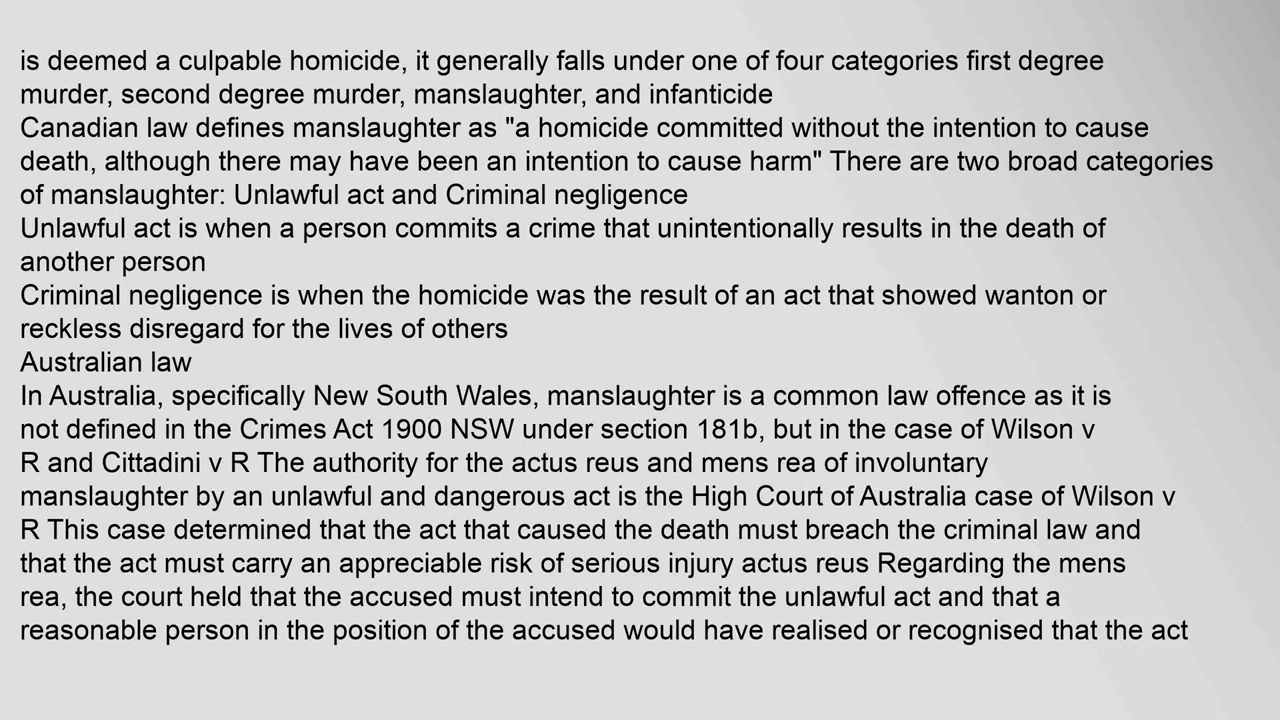 is deemed a culpable homicide, it generally falls under one of four categories first degree
murder, second degree murder, manslaughter, and infanticide
Canadian law defines manslaughter as "a homicide committed without the intention to cause
death, although there may have been an intention to cause harm" There are two broad categories
of manslaughter: Unlawful act and Criminal negligence
Unlawful act is when a person commits a crime that unintentionally results in the death of
another person
Criminal negligence is when the homicide was the result of an act that showed wanton or
reckless disregard for the lives of others
Australian law
In Australia, specifically New South Wales, manslaughter is a common law offence as it is
not defined in the Crimes Act 1900 NSW under section 181b, but in the case of Wilson v
R and Cittadini v R The authority for the actus reus and mens rea of involuntary
manslaughter by an unlawful and dangerous act is the High Court of Australia case of Wilson v
R This case determined that the act that caused the death must breach the criminal law and
that the act must carry an appreciable risk of serious injury actus reus Regarding the mens
rea, the court held that the accused must intend to commit the unlawful act and that a
reasonable person in the position of the accused would have realised or recognised that the act